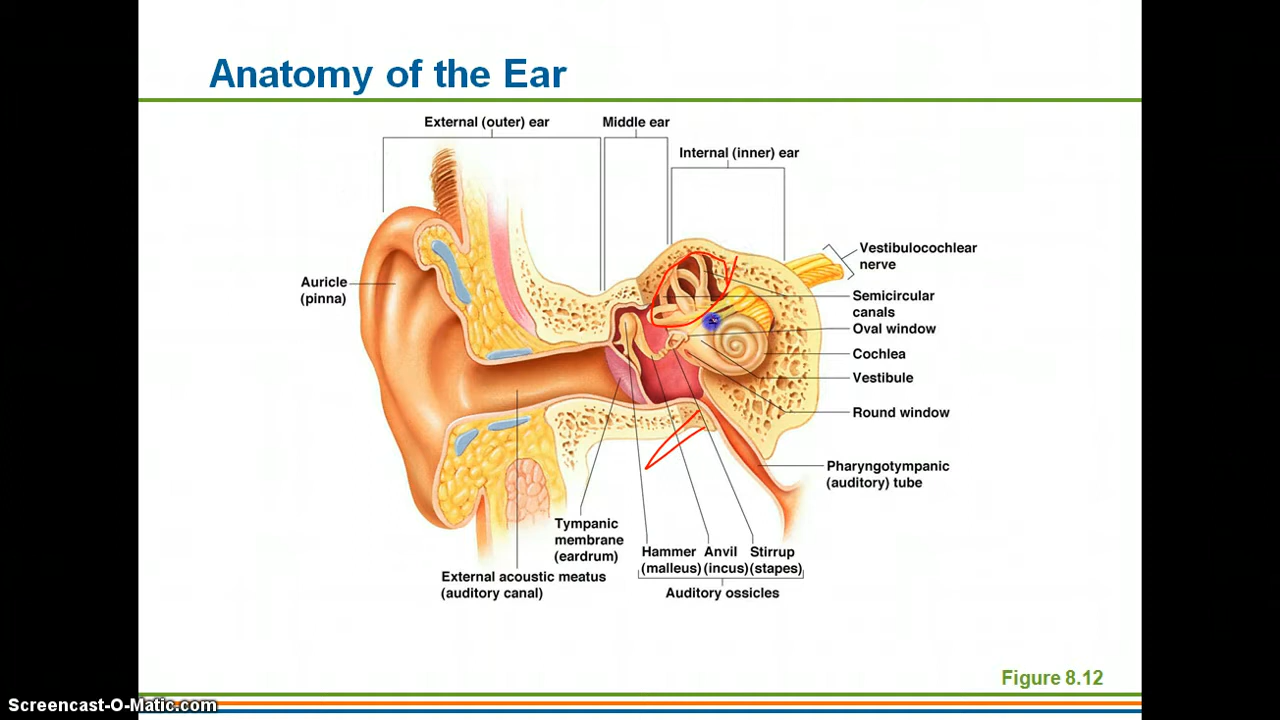 Anatomy of the Ear
External (outer) ear
Middle ear
Internal (inner) ear
Vestibulocochlear
nerve
Auricle
(pinna)
Semicircular
canals
Oval window
Cochlea
Vestibule
Round window
Pharyngotympanic
(auditory) tube
Tympanic
membrane
(eardrum)
Hammer
(malleus)
Anvil
(incus)
Stirrup
(stapes)
External acoustic meatus
(auditory canal)
Auditory ossicles
Figure 8.12
Screencast-O-Matic.com